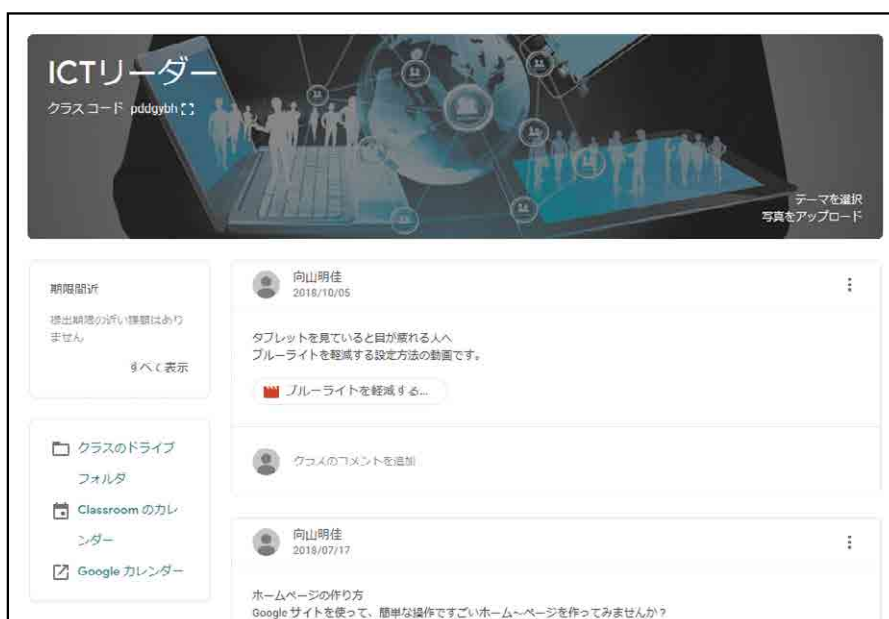 ICTリーダー
クラス コード pddgybh
テーマを選択
写真をアップロード
期限間近
提出期限の近い課題はあり
ません
すべて表示
クラスのドライブ
フォルダ
Classroom のカレ
ンダー
Google カレンダー
向山明佳
2018/10/05
タブレットを見ていると目が疲れる人へ
ブルーライトを軽減する設定方法の動画です。
ブルーライトを軽減する...
クラスのコメントを追加
向山明佳
2018/07/17
ホームページの作り方
Google サイトを使って、簡単な操作ですごいホームページを作ってみませんか？